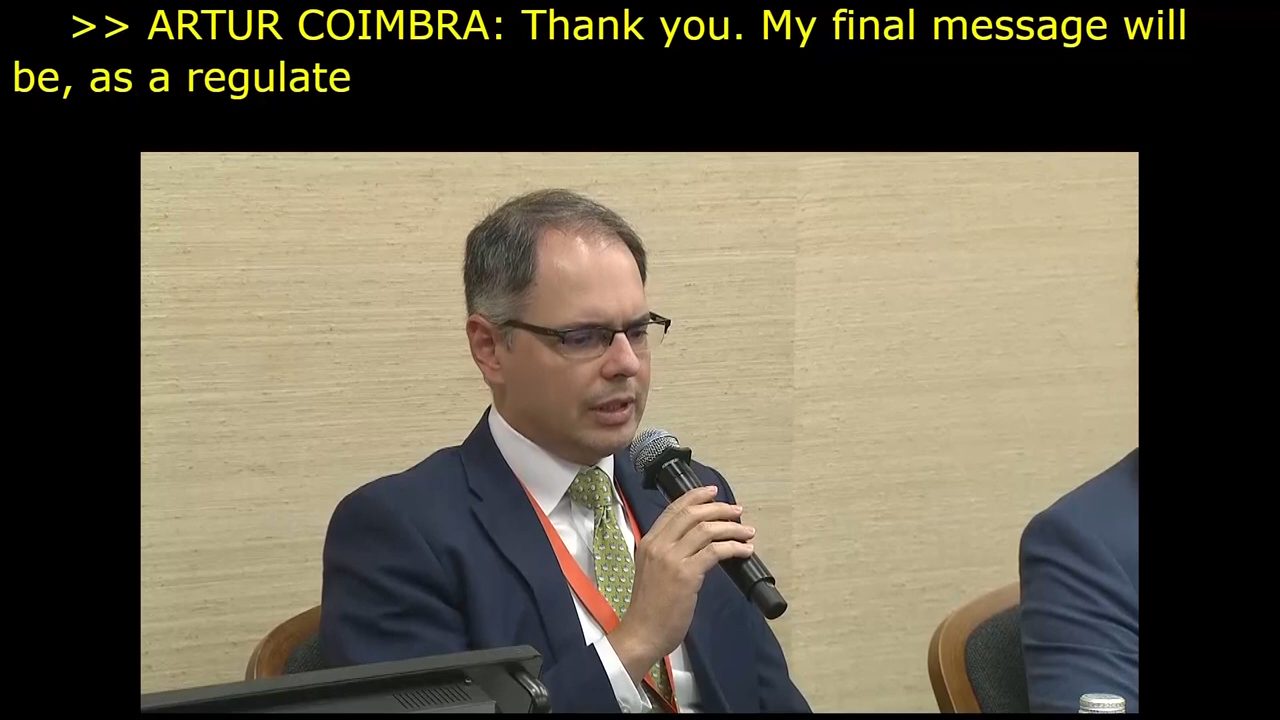 >> ARTUR COIMBRA: Thank you. My final message will
be, as a regulate